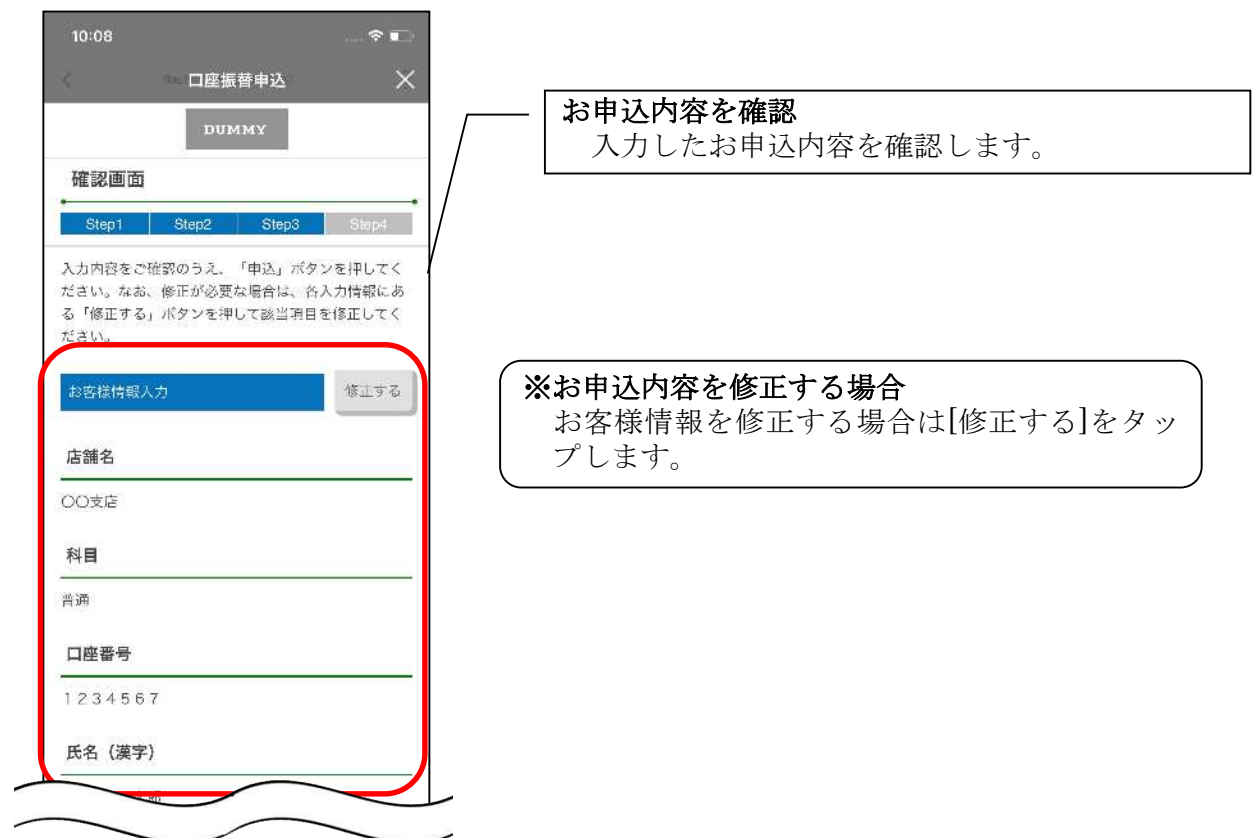 10:08
口座振替申込
DUMMY
確認画面
Step1 Step2 Step3 Step4
入力内容をご確認のうえ、「申込」ボタンを押してく
ださい。なお、修正が必要な場合は、各入力情報にあ
る「修正する」ボタンを押して該当項目を修正してく
ださい。
お客様情報入力
修正する
店舗名
〇〇支店
科目
普通
口座番号
1234567
氏名（漢字）
お申込内容を確認
入力したお申込内容を確認します。
※お申込内容を修正する場合
お客様情報を修正する場合は[修正する]をタッ
プします。